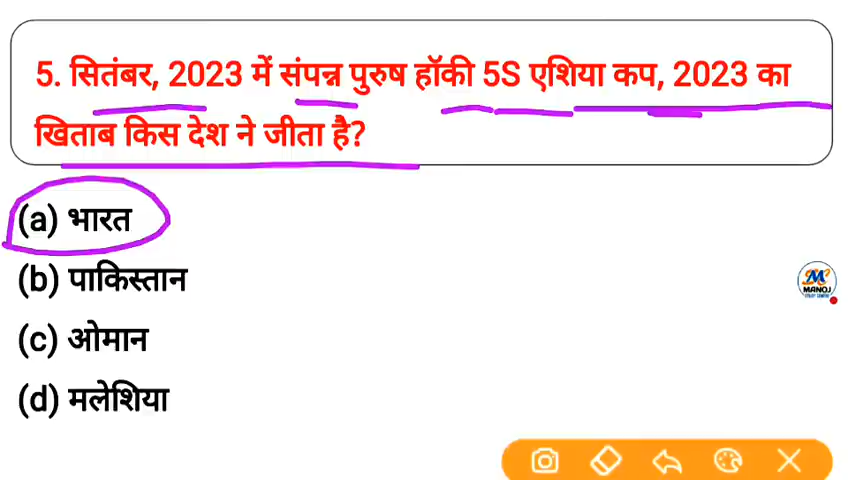 5. सितंबर, 2023 में संपन्न पुरुष हॉकी 5S एशिया कप, 2023 का
खिताब किस देश ने जीता है?
(a) भारत
(b) पाकिस्तान
(c) ओमान
(d) मलेशिया
MANOJ